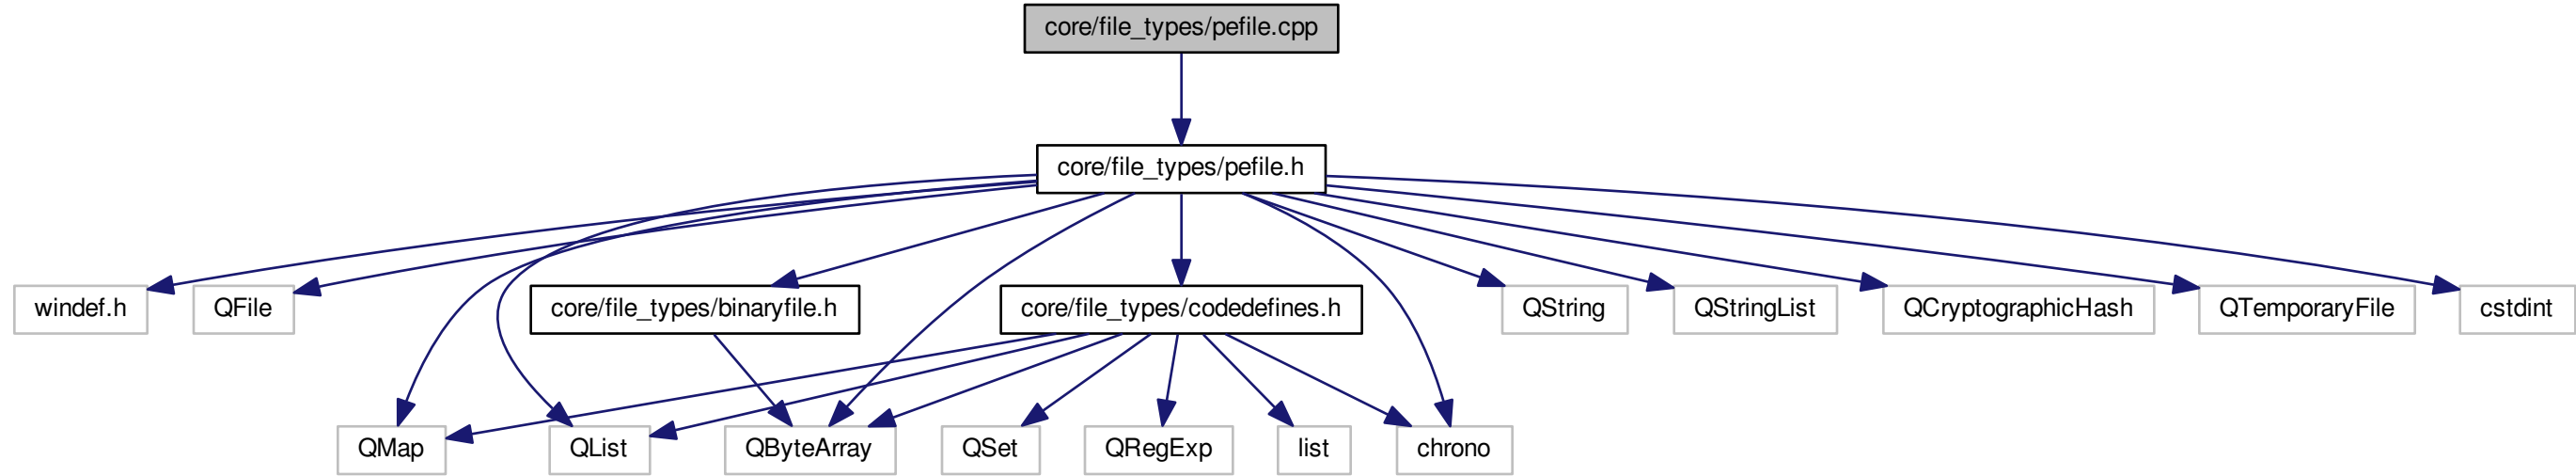 core/file_types/pefile.cpp
core/file_types/pefile.h
windef.h
QFile
core/file_types/binaryfile.h
core/file_types/codedefines.h
QString
QStringList
QCryptographicHash
QTemporaryFile
cstdint
QMap
QList
QByteArray
QSet
QRegExp
list
chrono